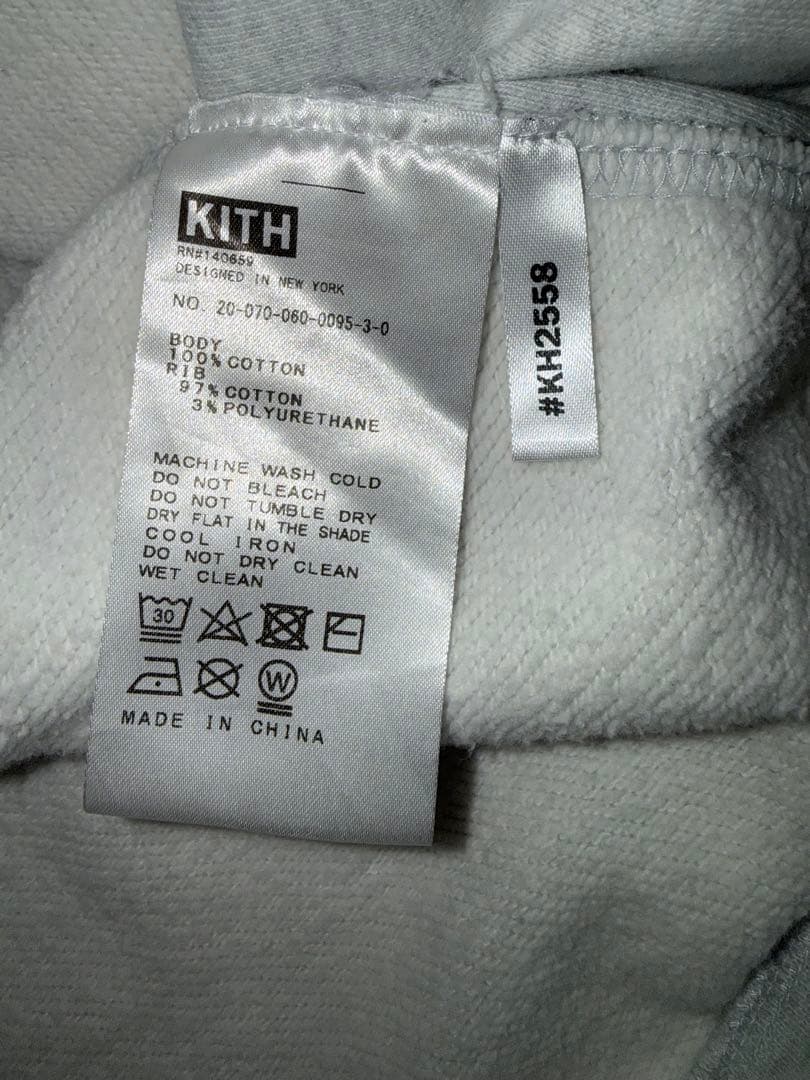 KITH
RN#140659
DESIGNED IN NEW YORK
NO. 20-070-060-0095-3-0
BODY
100% COTTON
RIB
97% COTTON
3% POLYURETHANE
MACHINE WASH COLD
DO NOT BLEACH
DO NOT TUMBLE DRY
DRY FLAT IN THE SHADE
COOL IRON
DO NOT DRY CLEAN
WET CLEAN
30
W
MADE IN CHINA
#KH2558